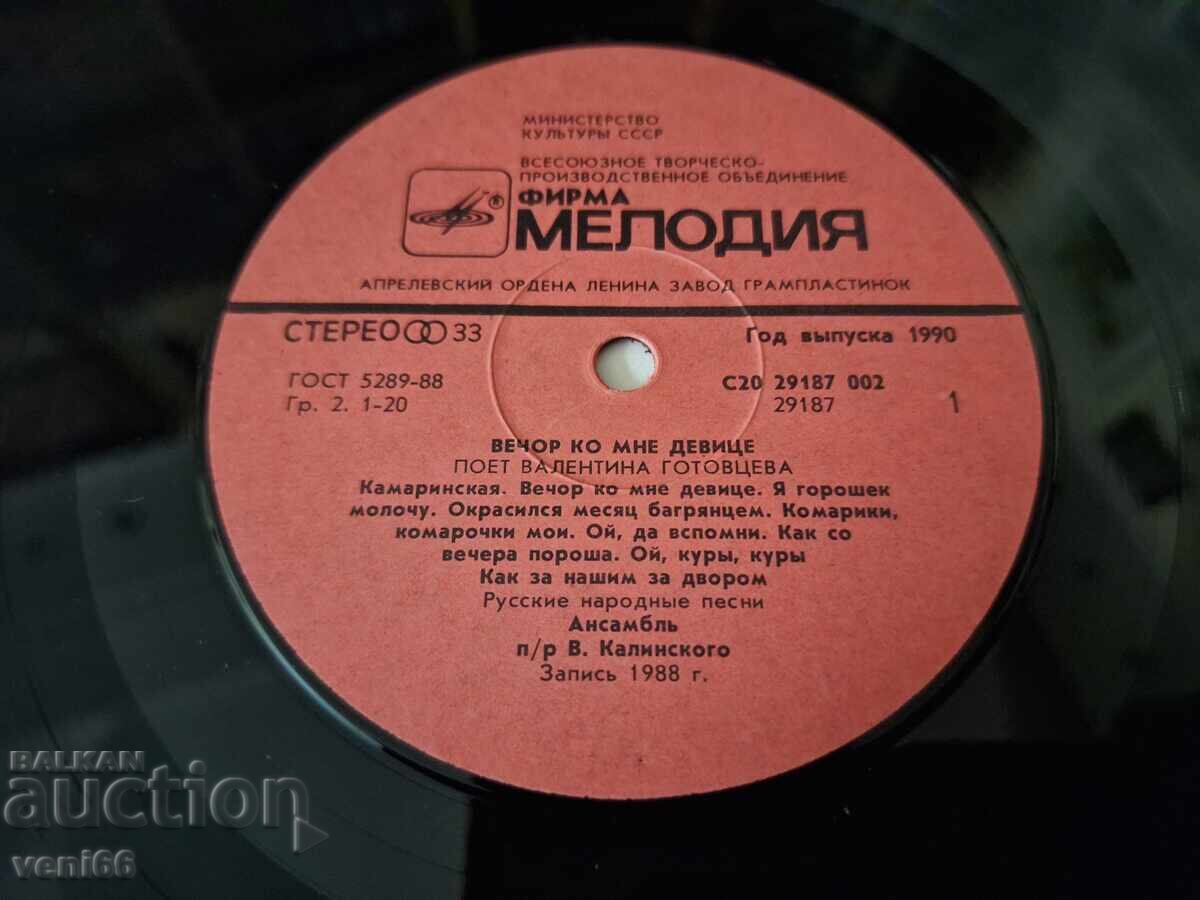 МИНИСТЕРСТВО
КУЛЬТУРЫ СССР
ВСЕСОЮЗНОЕ ТВОРЧЕСКО-
ПРОИЗВОДСТВЕННОЕ ОБЪЕДИНЕНИЕ
®
ФИРМА
МЕЛОДИЯ
АПРЕЛЕВСКИЙ ОРДЕНА ЛЕНИНА ЗАВОД ГРАМПЛАСТИНОК
СТЕРЕО 33
Год выпуска 1990
ГОСТ 5289-88
С20 29187 002
Гр. 2. 1-20
29187
1
ВЕЧОР КО МНЕ ДЕВИЦЕ
ПОЕТ ВАЛЕНТИНА ГОТОВЦЕВА
Камаринская. Вечор ко мне девице. Я горошек
молочу. Окрасился месяц багрянцем. Комарики,
комарочки мои. Ой, да вспомни. Как со
вечера пороша. Ой, куры, куры
Как за нашим за двором
Русские народные песни
Ансамбль
п/р В. Калинского
Запись 1988 г.
BALKAN
auction
veni66